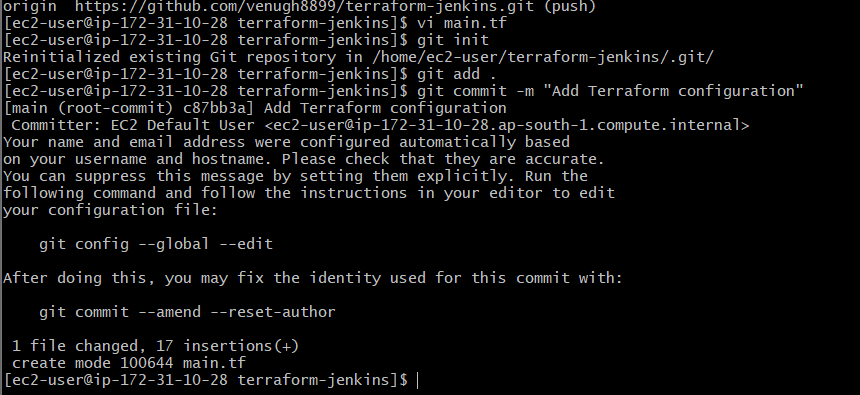 origin  https://github.com/venugh8899/terraform-jenkins.git (push)
[ec2-user@ip-172-31-10-28 terraform-jenkins]$ vi main.tf
[ec2-user@ip-172-31-10-28 terraform-jenkins]$ git init
Reinitialized existing Git repository in /home/ec2-user/terraform-jenkins/.git/
[ec2-user@ip-172-31-10-28 terraform-jenkins]$ git add .
[ec2-user@ip-172-31-10-28 terraform-jenkins]$ git commit -m "Add Terraform configuration"
[main (root-commit) c87bb3a] Add Terraform configuration
 Committer: EC2 Default User <ec2-user@ip-172-31-10-28.ap-south-1.compute.internal>
Your name and email address were configured automatically based
on your username and hostname. Please check that they are accurate.
You can suppress this message by setting them explicitly. Run the
following command and follow the instructions in your editor to edit
your configuration file:

    git config --global --edit

After doing this, you may fix the identity used for this commit with:

    git commit --amend --reset-author

 1 file changed, 17 insertions(+)
 create mode 100644 main.tf
[ec2-user@ip-172-31-10-28 terraform-jenkins]$